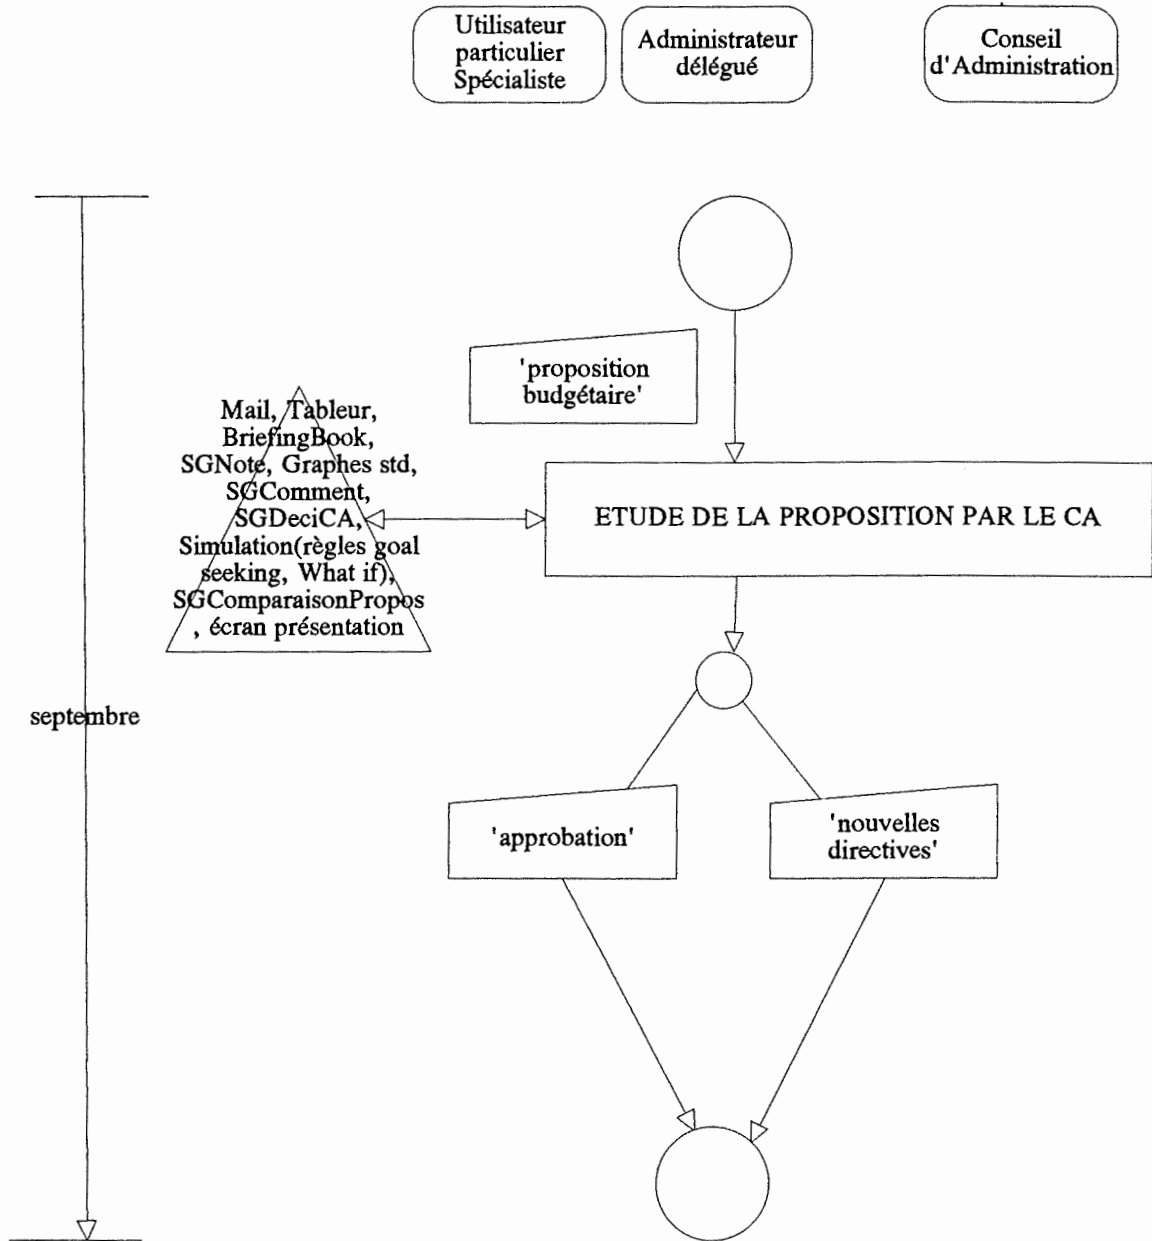 Utilisateur
particulier
Spécialiste
Administrateur
délégué
Conseil
d'Administration
'proposition
budgétaire'
Mail, Tableur,
BriefingBook,
SGNote, Graphes std,
SGComment,
SGDeciCA,
Simulation(règles goal
seeking, What if),
SGComparaisonPropos
, écran présentation
ETUDE DE LA PROPOSITION PAR LE CA
septembre
'approbation'
'nouvelles
directives'